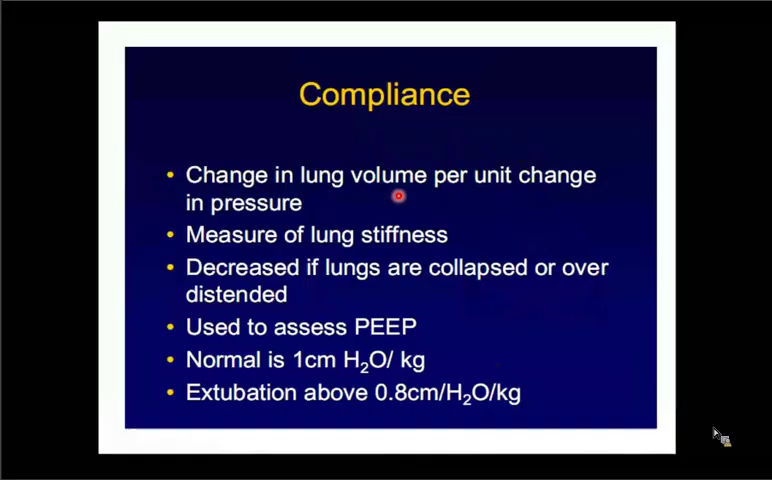 Compliance
• Change in lung volume per unit change
in pressure
• Measure of lung stiffness
• Decreased if lungs are collapsed or over
distended
• Used to assess PEEP
• Normal is 1cm H₂O/ kg
• Extubation above 0.8cm/H₂O/kg